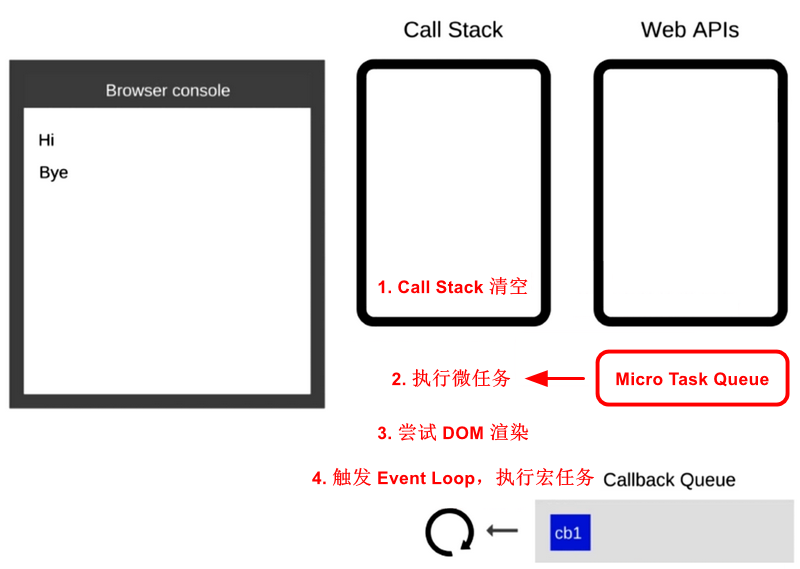 Call Stack
Web APIs
Browser console
Hi
Bye
1. Call Stack 清空
2. 执行微任务
Micro Task Queue
3. 尝试 DOM 渲染
4. 触发 Event Loop，执行宏任务
Callback Queue
cb1